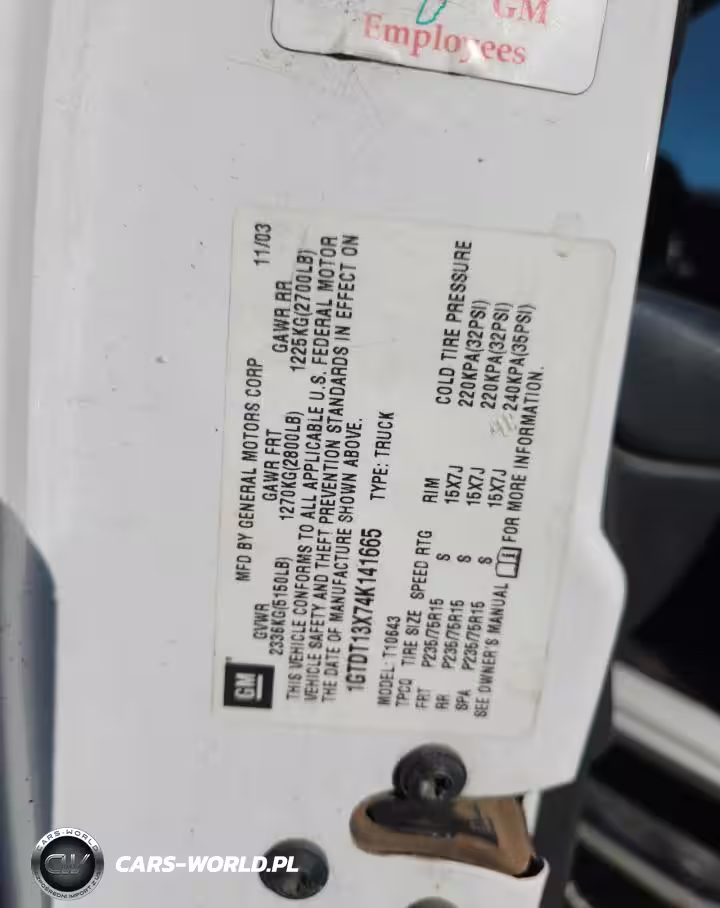 GM
Employees
MFD BY GENERAL MOTORS CORP 11/03
GVWR GAWR FRT GAWR RR
2336KG(5150LB) 1270KG(2800LB) 1225KG(2700LB)
THIS VEHICLE CONFORMS TO ALL APPLICABLE U.S. FEDERAL MOTOR
VEHICLE SAFETY AND THEFT PREVENTION STANDARDS IN EFFECT ON
THE DATE OF MANUFACTURE SHOWN ABOVE.
1GTDT13X74K141665 TYPE: TRUCK
MODEL: T10643
TPCQ TIRE SIZE SPEED RTG RIM COLD TIRE PRESSURE
FRT P235/75R15 S 15X7J 220KPA(32PSI)
RR P235/75R15 S 15X7J 220KPA(32PSI)
SPA P235/75R15 S 15X7J 240KPA(35PSI)
SEE OWNER'S MANUAL FOR MORE INFORMATION.
GM
CARS-WORLD
CW
CARS-WORLD.PL